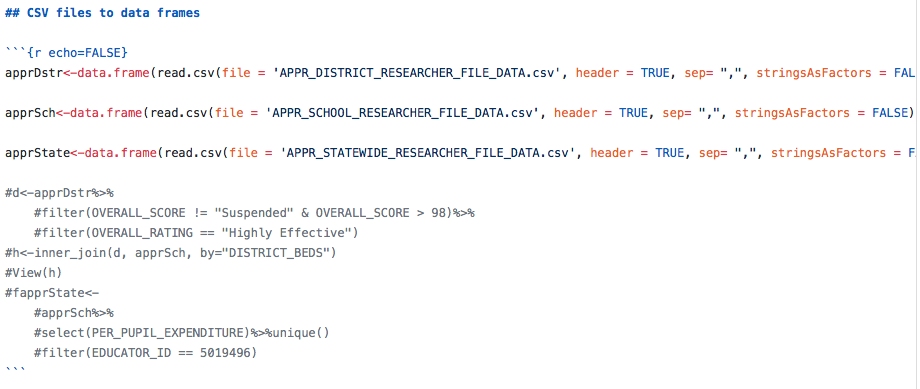 ## CSV files to data frames
```{r echo=FALSE}
apprDstr<-data.frame(read.csv(file = 'APPR_DISTRICT_RESEARCHER_FILE_DATA.csv', header = TRUE, sep= ",", stringsAsFactors = FAL
apprSch<-data.frame(read.csv(file = 'APPR_SCHOOL_RESEARCHER_FILE_DATA.csv', header = TRUE, sep= ",", stringsAsFactors = FALSE)
apprState<-data.frame(read.csv(file = 'APPR_STATEWIDE_RESEARCHER_FILE_DATA.csv', header = TRUE, sep= ",", stringsAsFactors = F
#d<-apprDstr%>%
    #filter(OVERALL_SCORE != "Suspended" & OVERALL_SCORE > 98)%>%
    #filter(OVERALL_RATING == "Highly Effective")
#h<-inner_join(d, apprSch, by="DISTRICT_BEDS")
#View(h)
#fapprState<-
    #apprSch%>%
    #select(PER_PUPIL_EXPENDITURE)%>%unique()
    #filter(EDUCATOR_ID == 5019496)
```